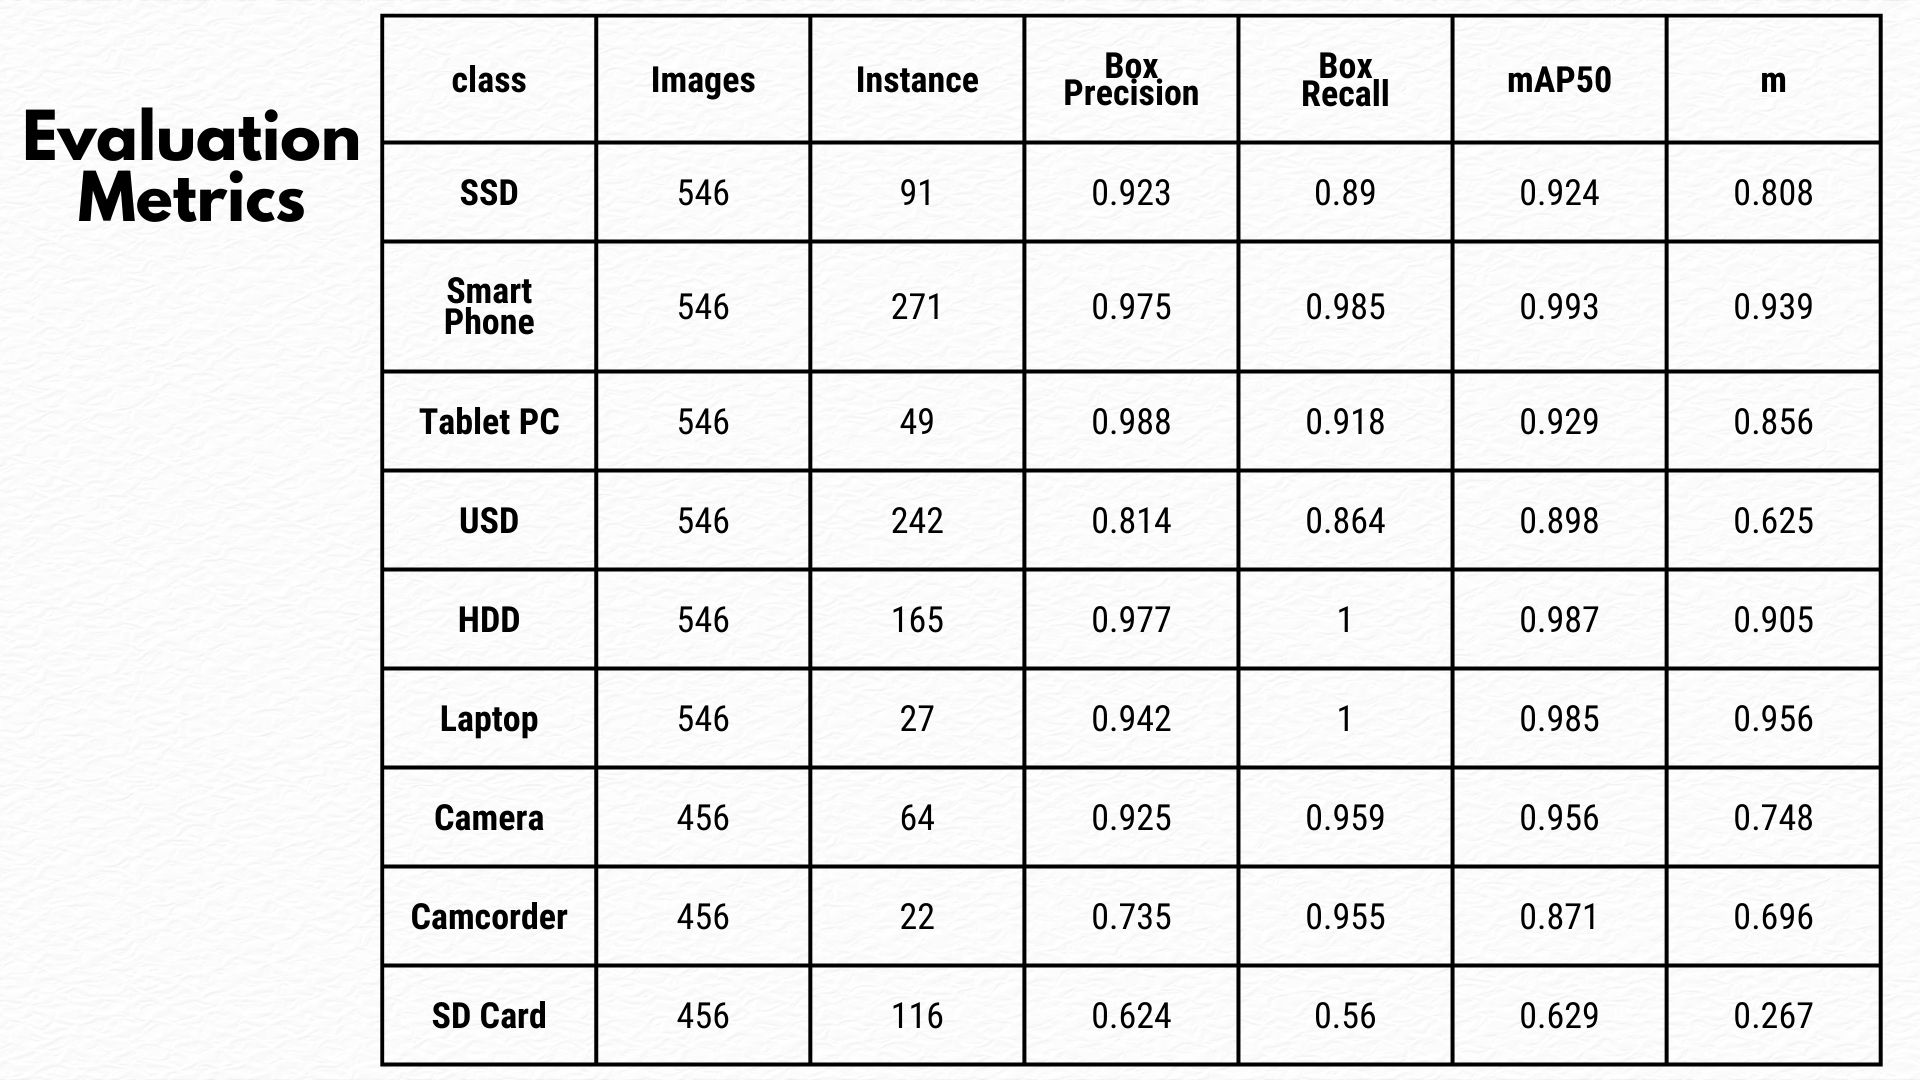 Evaluation
Metrics
class Images Instance Box Precision Box Recall mAP50 m
SSD 546 91 0.923 0.89 0.924 0.808
Smart Phone 546 271 0.975 0.985 0.993 0.939
Tablet PC 546 49 0.988 0.918 0.929 0.856
USD 546 242 0.814 0.864 0.898 0.625
HDD 546 165 0.977 1 0.987 0.905
Laptop 546 27 0.942 1 0.985 0.956
Camera 456 64 0.925 0.959 0.956 0.748
Camcorder 456 22 0.735 0.955 0.871 0.696
SD Card 456 116 0.624 0.56 0.629 0.267